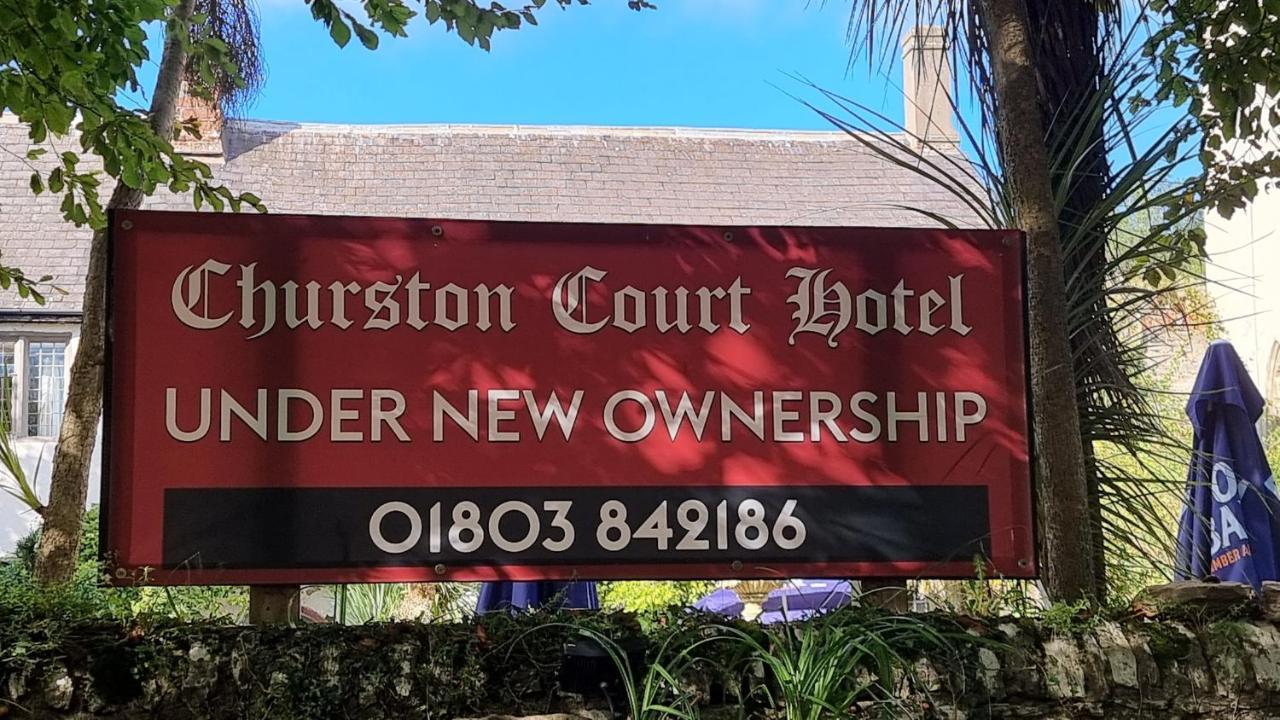 Churston Court Hotel
UNDER NEW OWNERSHIP
01803 842186